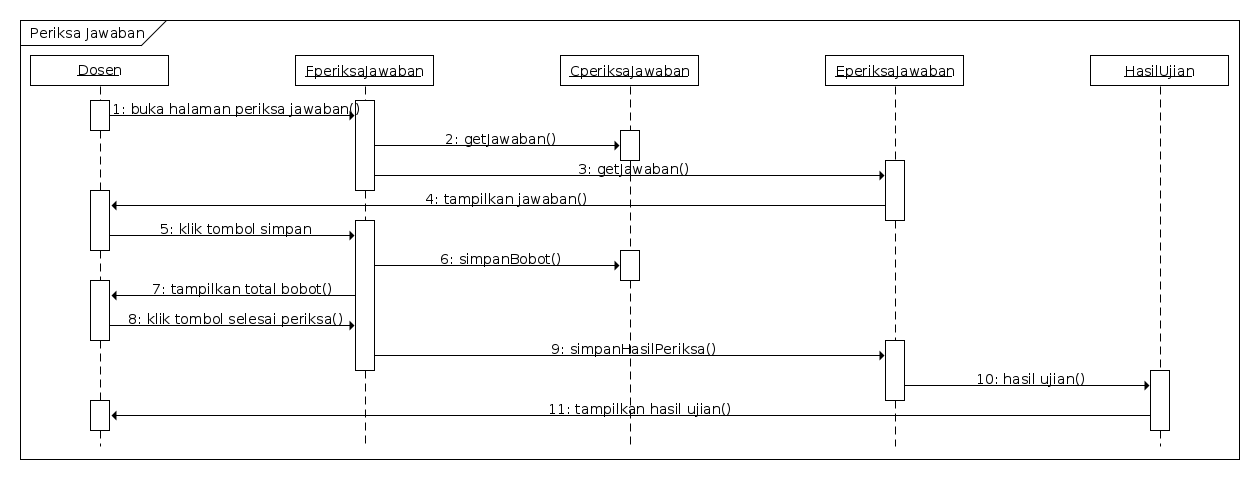 Periksa Jawaban
Dosen
FperiksaJawaban
CperiksaJawaban
EperiksaJawaban
HasilUjian
1: buka halaman periksa jawaban()
2: getJawaban()
3: getJawaban()
4: tampilkan jawaban()
5: klik tombol simpan
6: simpanBobot()
7: tampilkan total bobot()
8: klik tombol selesai periksa()
9: simpanHasilPeriksa()
10: hasil ujian()
11: tampilkan hasil ujian()